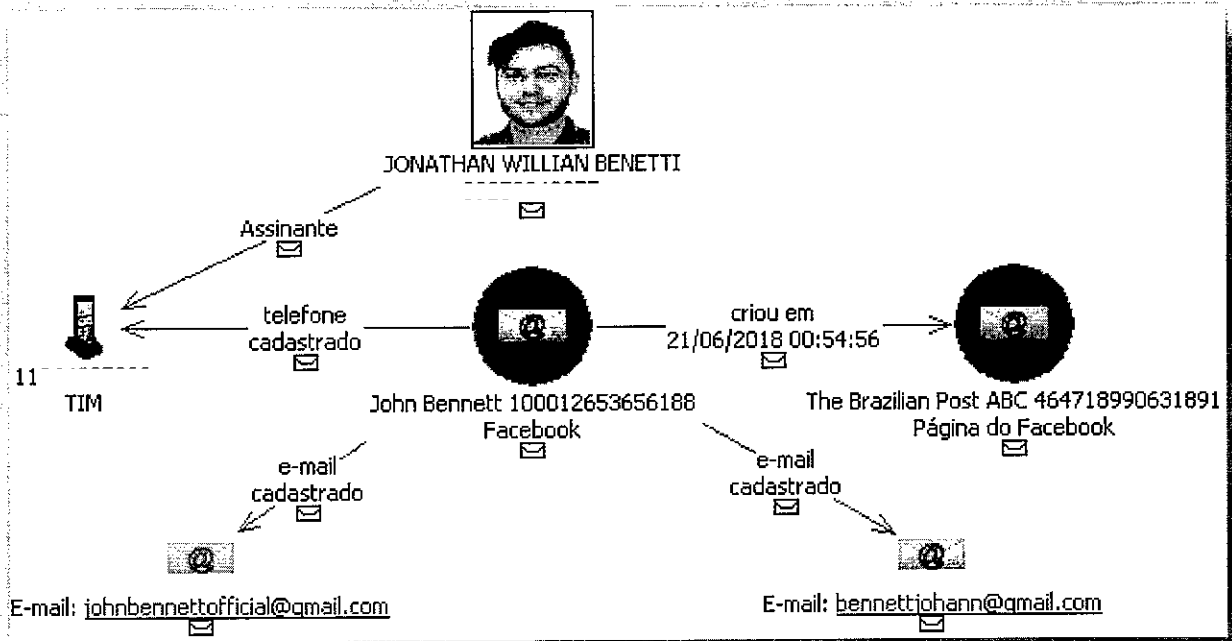 JONATHAN WILLIAN BENETTI
Assinante
telefone
cadastrado
criou em
21/06/2018 00:54:56
11
TIM
John Bennett 100012653656188
Facebook
The Brazilian Post ABC 464718990631891
Página do Facebook
e-mail
cadastrado
e-mail
cadastrado
E-mail: johnbennettofficial@gmail.com
E-mail: bennettjohann@gmail.com